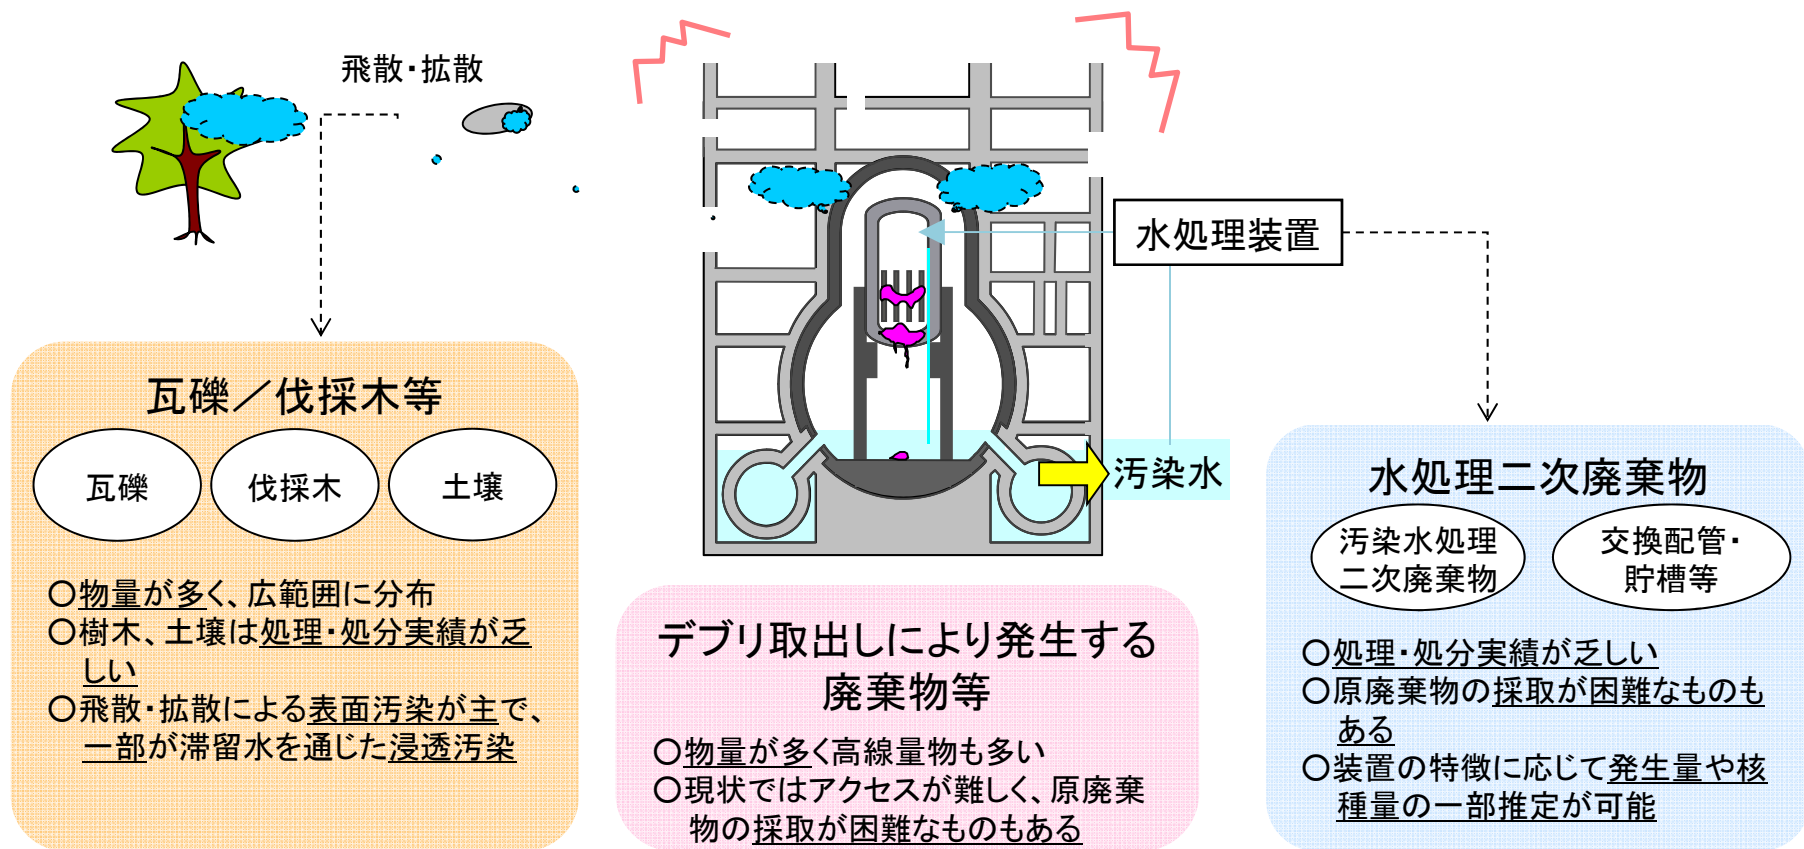 飛散・拡散
水処理装置
汚染水
瓦礫／伐採木等
瓦礫
伐採木
土壌
○物量が多く、広範囲に分布
○樹木、土壌は処理・処分実績が乏
しい
○飛散・拡散による表面汚染が主で、
一部が滞留水を通じた浸透汚染
デブリ取出しにより発生する
廃棄物等
○物量が多く高線量物も多い
○現状ではアクセスが難しく、原廃棄
物の採取が困難なものもある
水処理二次廃棄物
汚染水処理
二次廃棄物
交換配管・
貯槽等
○処理・処分実績が乏しい
○原廃棄物の採取が困難なものも
ある
○装置の特徴に応じて発生量や核
種量の一部推定が可能